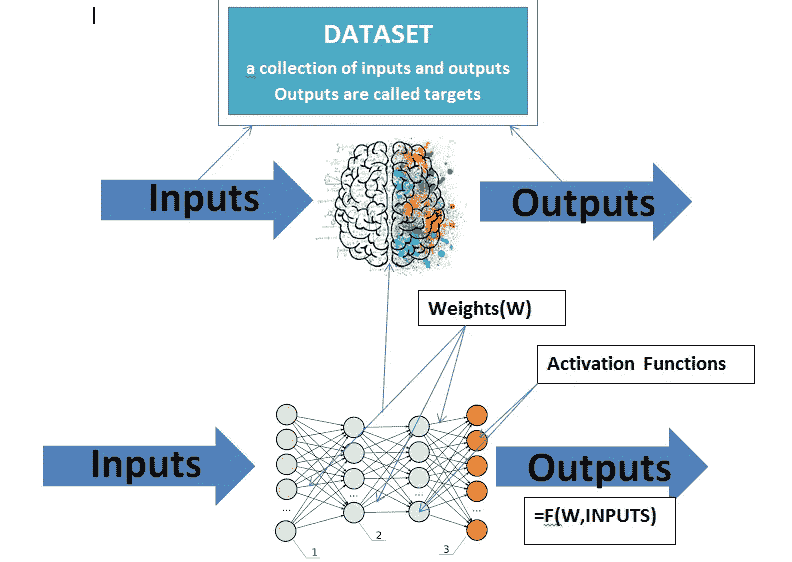 DATASET
a collection of inputs and outputs
Outputs are called targets
Inputs
Outputs
Weights(W)
Activation Functions
Inputs
Outputs
=F(W,INPUTS)
...
...
...
...
1
2
3